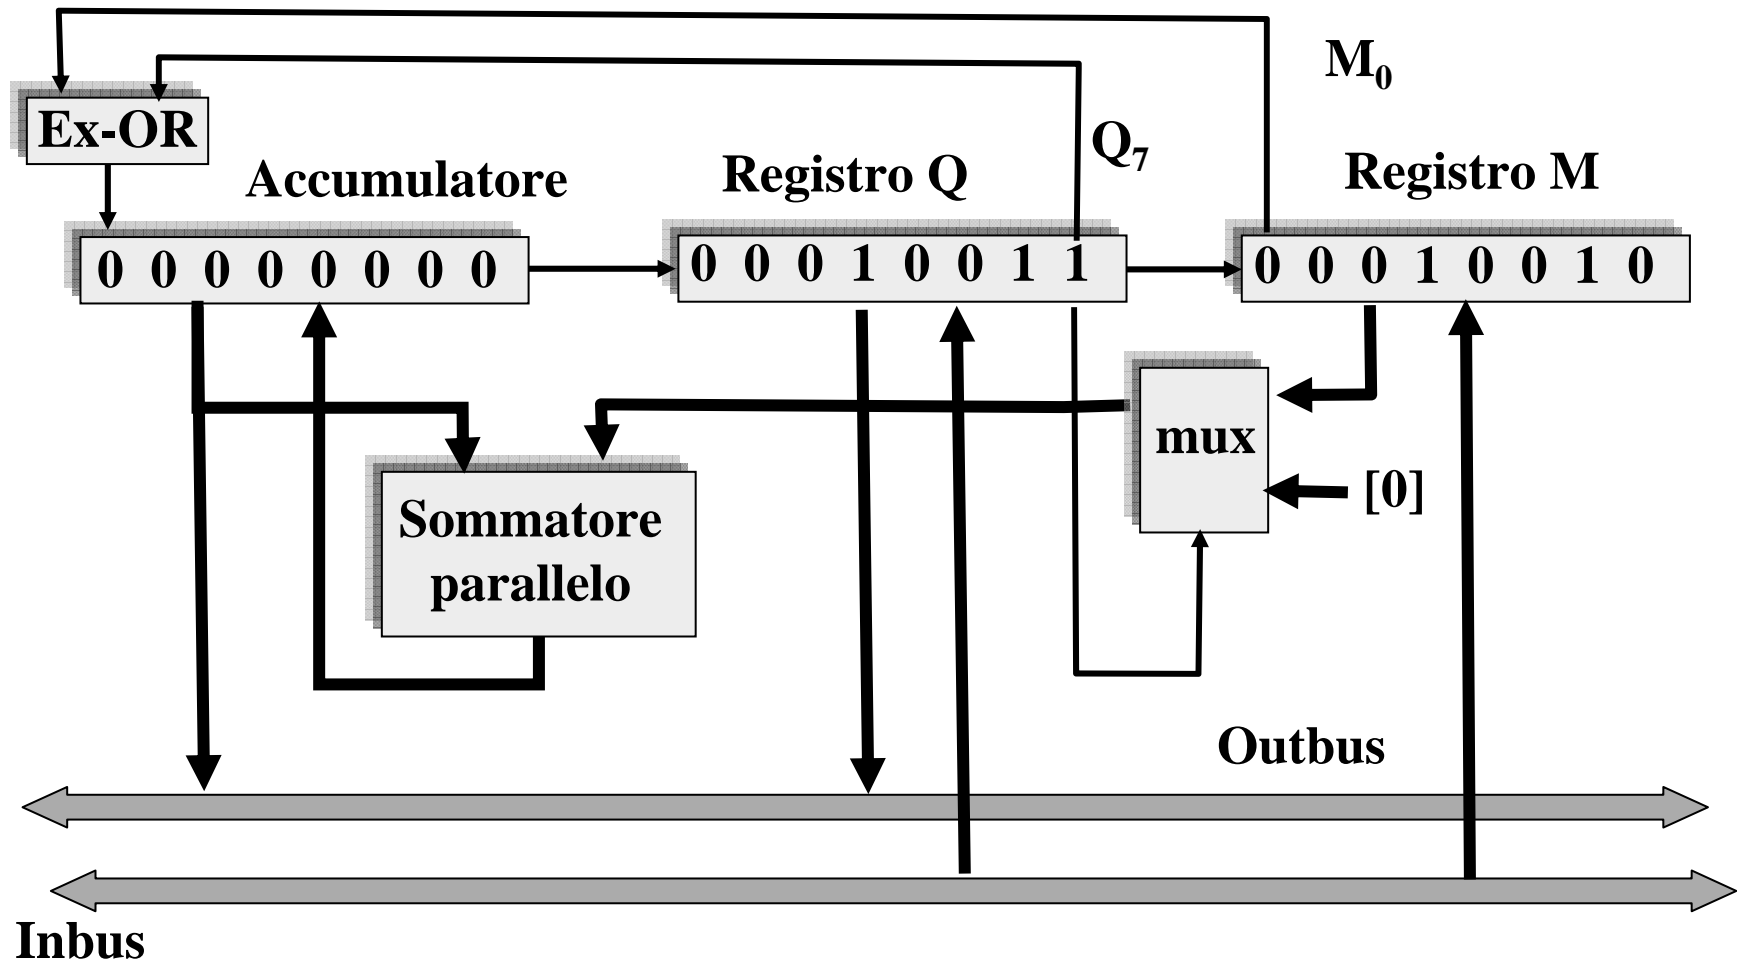 M0
Ex-OR
Q7
Accumulatore
Registro Q
Registro M
0 0 0 0 0 0 0 0
0 0 0 1 0 0 1 1
0 0 0 1 0 0 1 0
mux
[0]
Sommatore
parallelo
Outbus
Inbus